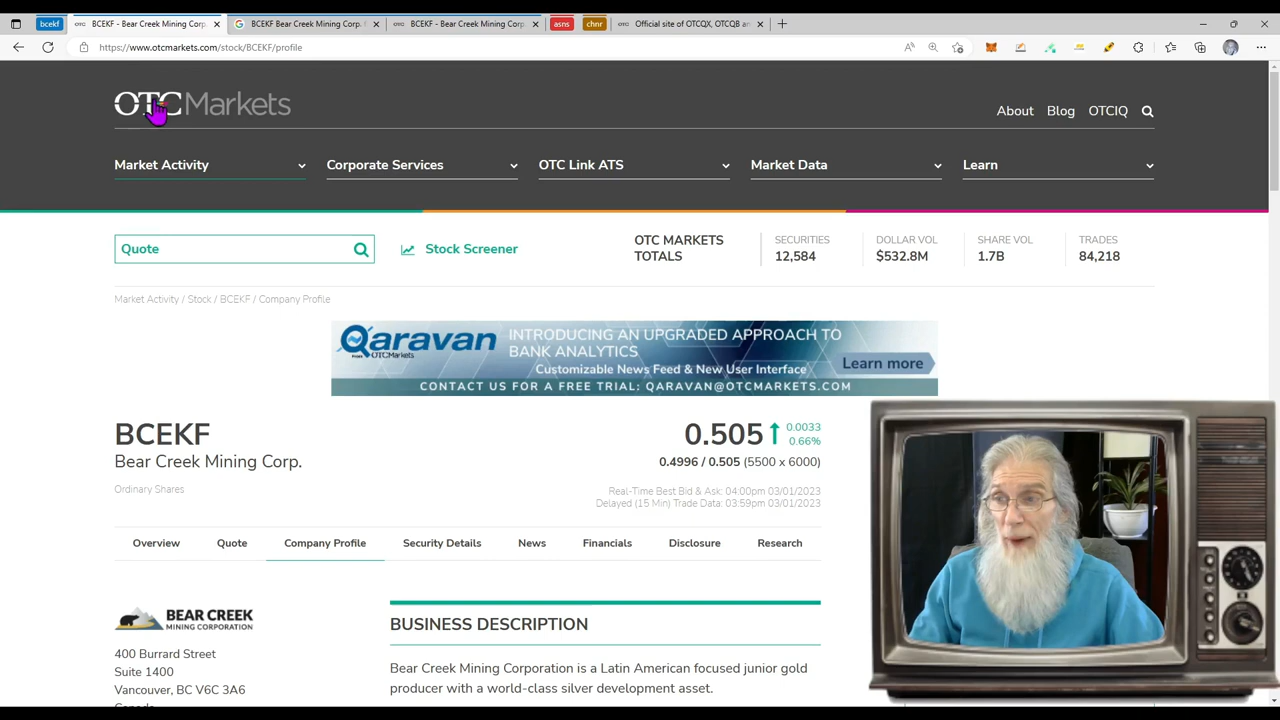 bcekf
BCEKF - Bear Creek Mining Corp.
BCEKF Bear Creek Mining Corp.
BCEKF - Bear Creek Mining Corp.
asns
chnr
Official site of OTCQX, OTCQB
https://www.otcmarkets.com/stock/BCEKF/profile
OTC Markets
About Blog OTCIQ
Market Activity Corporate Services OTC Link ATS Market Data Learn
Quote
Stock Screener
OTC MARKETS
TOTALS
SECURITIES
12,584
DOLLAR VOL
$532.8M
SHARE VOL
1.7B
TRADES
84,218
Market Activity / Stock / BCEKF / Company Profile
Qaravan
FROM OTCMarkets
INTRODUCING AN UPGRADED APPROACH TO
BANK ANALYTICS
Customizable News Feed & New User Interface
Learn more
CONTACT US FOR A FREE TRIAL: QARAVAN@OTCMARKETS.COM
BCEKF
Bear Creek Mining Corp.
Ordinary Shares
0.505
0.0033
0.66%
0.4996 / 0.505 (5500 x 6000)
Real-Time Best Bid & Ask: 04:00pm 03/01/2023
Delayed (15 Min) Trade Data: 03:59pm 03/01/2023
Overview Quote Company Profile Security Details News Financials Disclosure Research
BEAR CREEK
MINING CORPORATION
400 Burrard Street
Suite 1400
Vancouver, BC V6C 3A6
Canada
BUSINESS DESCRIPTION
Bear Creek Mining Corporation is a Latin American focused junior gold
producer with a world-class silver development asset.